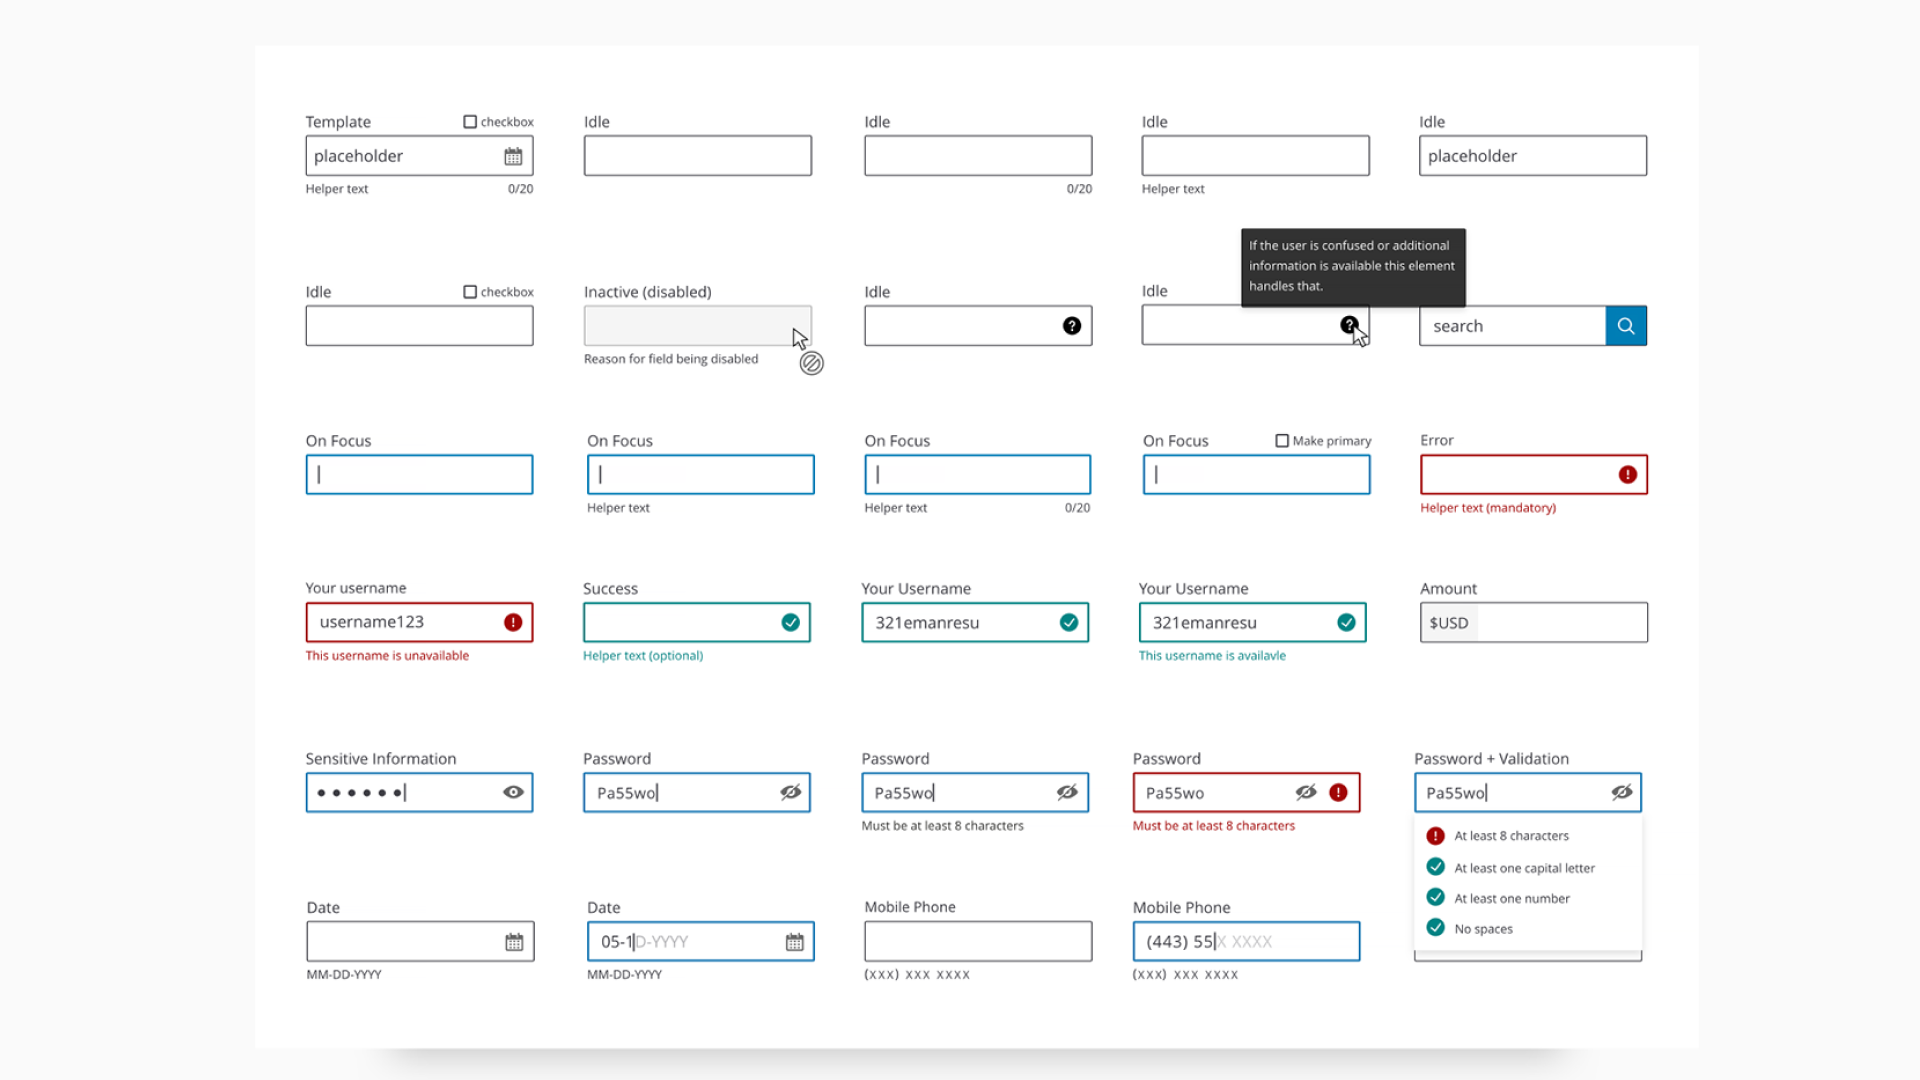 Template
checkbox
placeholder
Helper text
0/20
Idle
Idle
0/20
Idle
Helper text
Idle
placeholder
Idle
checkbox
Inactive (disabled)
Reason for field being disabled
Idle
?
Idle
?
If the user is confused or additional
information is available this element
handles that.
search
On Focus
On Focus
Helper text
On Focus
Helper text
0/20
On Focus
Make primary
Error
!
Helper text (mandatory)
Your username
username123
!
This username is unavailable
Success
Helper text (optional)
Your Username
321emanresu
Your Username
321emanresu
This username is availavle
Amount
$USD
Sensitive Information
Password
Pa55wo
Password
Pa55wo
Must be at least 8 characters
Password
Pa55wo
!
Must be at least 8 characters
Password + Validation
Pa55wo
! At least 8 characters
At least one capital letter
At least one number
No spaces
Date
MM-DD-YYYY
Date
05-1D-YYYY
MM-DD-YYYY
Mobile Phone
(xxx) xxx xxxx
Mobile Phone
(443) 55X XXXX
(xxx) xxx xxxx